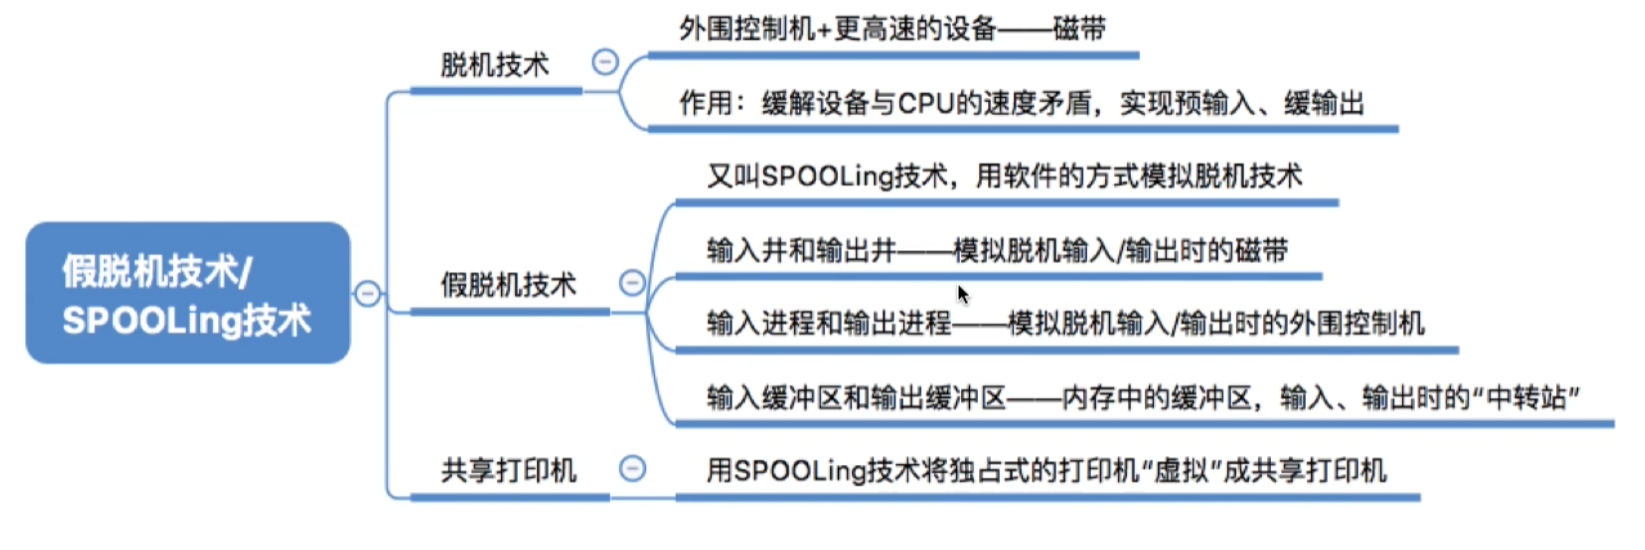 假脱机技术/
SPOOLing技术
脱机技术
外围控制机+更高速的设备——磁带
作用：缓解设备与CPU的速度矛盾，实现预输入、缓输出
假脱机技术
又叫SPOOLing技术，用软件的方式模拟脱机技术
输入井和输出井——模拟脱机输入/输出时的磁带
输入进程和输出进程——模拟脱机输入/输出时的外围控制机
输入缓冲区和输出缓冲区——内存中的缓冲区，输入、输出时的“中转站”
共享打印机
用SPOOLing技术将独占式的打印机“虚拟”成共享打印机